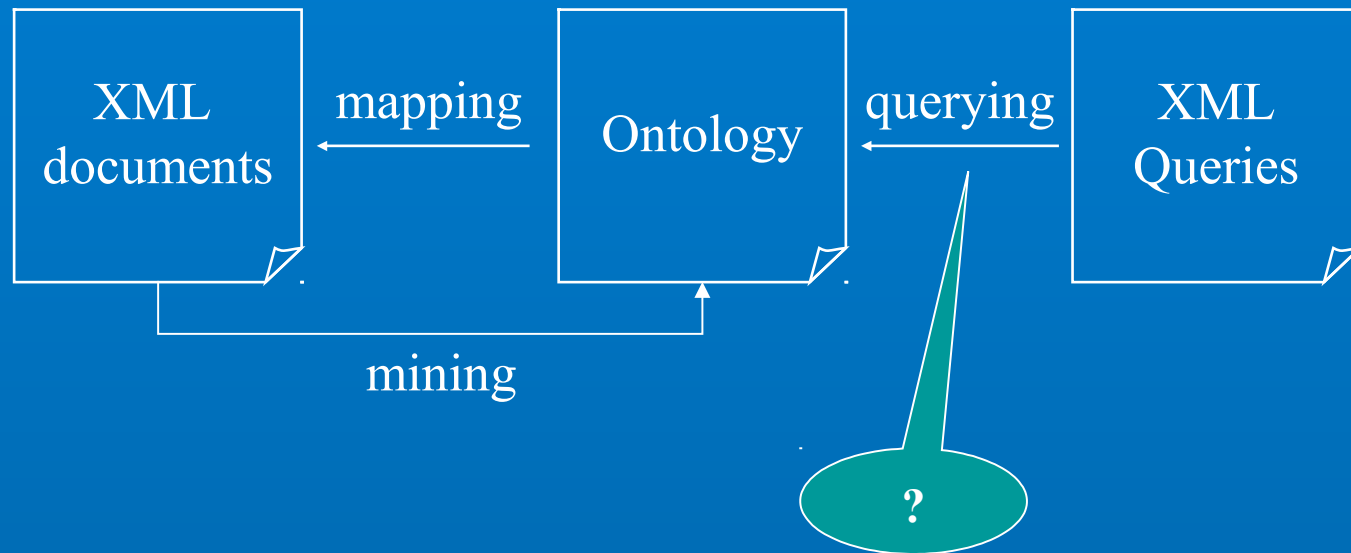 XML
documents
mapping
Ontology
querying
XML
Queries
mining
?